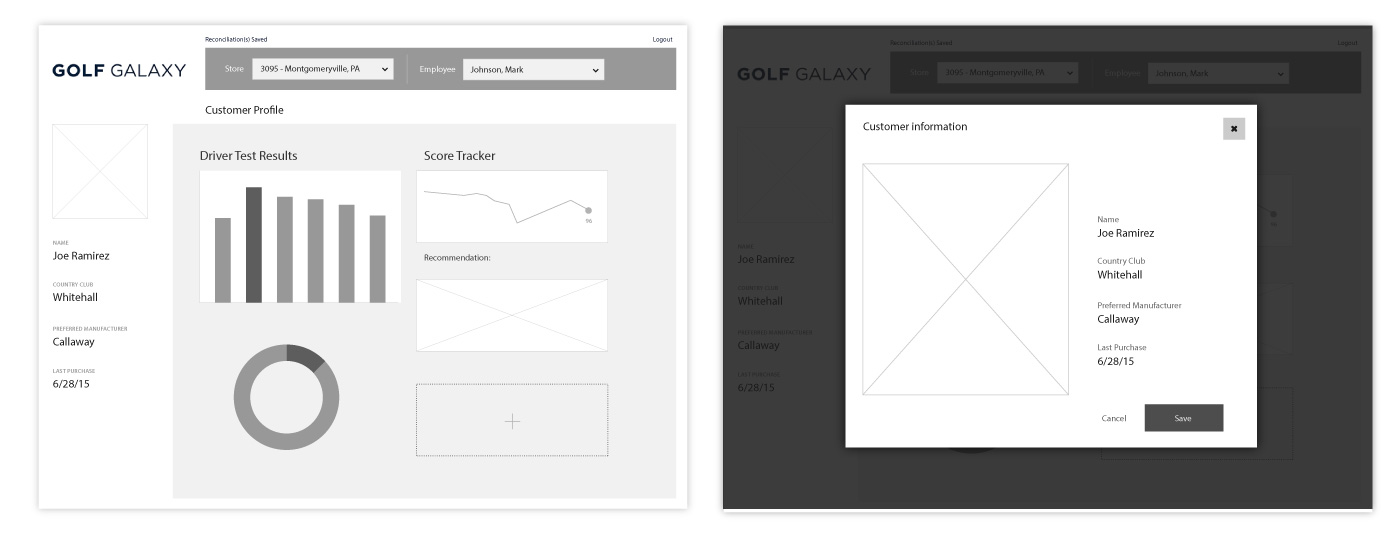 Reconciliation(s) Saved
Logout
GOLF GALAXY
Store
3095 - Montgomeryville, PA
Employee
Johnson, Mark
Customer Profile
Driver Test Results
Score Tracker
96
Recommendation:
NAME
Joe Ramirez
COUNTRY CLUB
Whitehall
PREFERRED MANUFACTURER
Callaway
LAST PURCHASE
6/28/15
Reconciliation(s) Saved
Logout
GOLF GALAXY
Store
3095 - Montgomeryville, PA
Employee
Johnson, Mark
NAME
Joe Ramirez
COUNTRY CLUB
Whitehall
PREFERRED MANUFACTURER
Callaway
LAST PURCHASE
6/28/15
96
Customer information
Name
Joe Ramirez
Country Club
Whitehall
Preferred Manufacturer
Callaway
Last Purchase
6/28/15
Cancel
Save